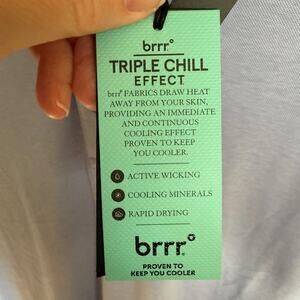 brrr°
TRIPLE CHILL
EFFECT
brrr° FABRICS DRAW HEAT
AWAY FROM YOUR SKIN,
PROVIDING AN IMMEDIATE
AND CONTINUOUS
COOLING EFFECT
PROVEN TO KEEP
YOU COOLER.
ACTIVE WICKING
COOLING MINERALS
RAPID DRYING
brrr°
PROVEN TO
KEEP YOU COOLER